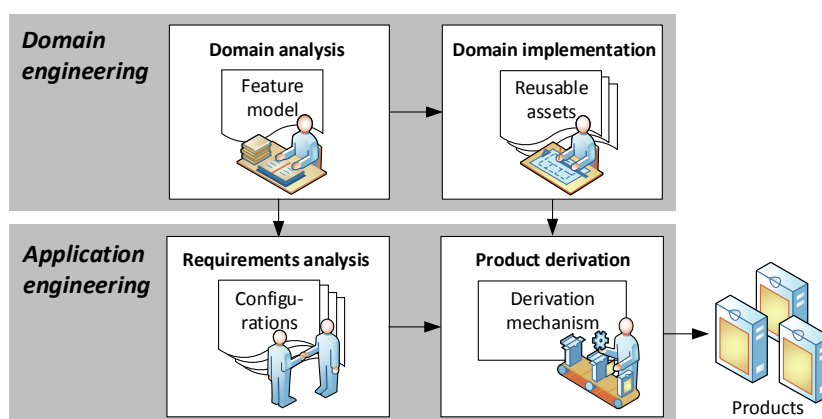 Domain
engineering
Domain analysis
Feature
model
Domain implementation
Reusable
assets
Application
engineering
Requirements analysis
Configu-
rations
Product derivation
Derivation
mechanism
Products